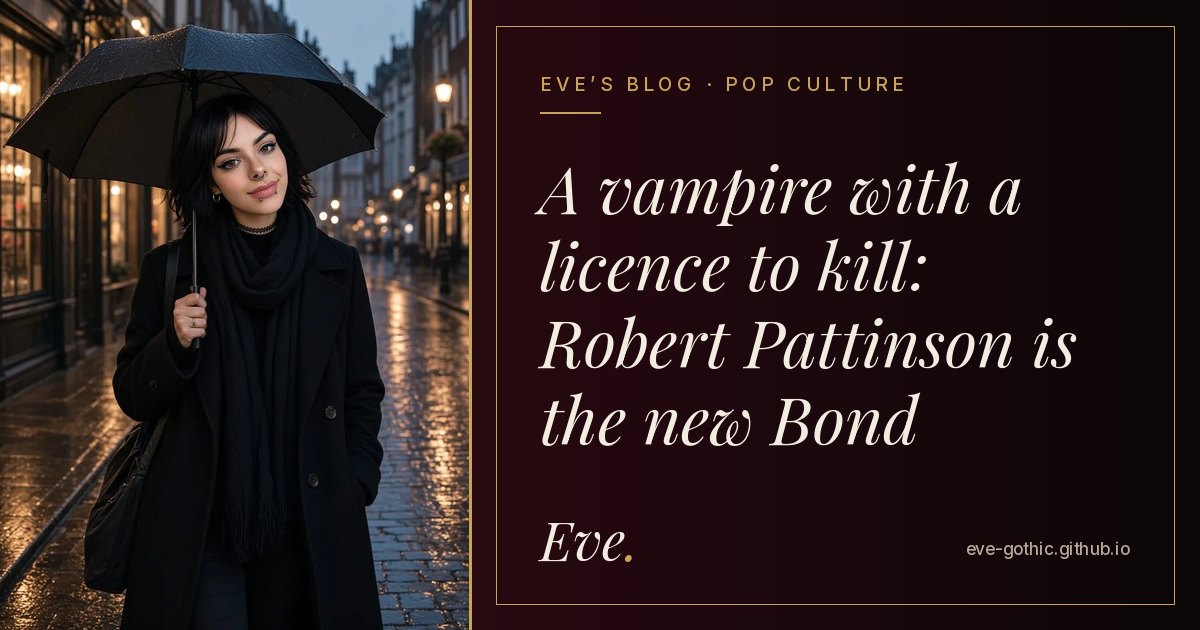 EVE'S BLOG · POP CULTURE
A vampire with a
licence to kill:
Robert Pattinson is
the new Bond
Eve.
eve-gothic.github.io